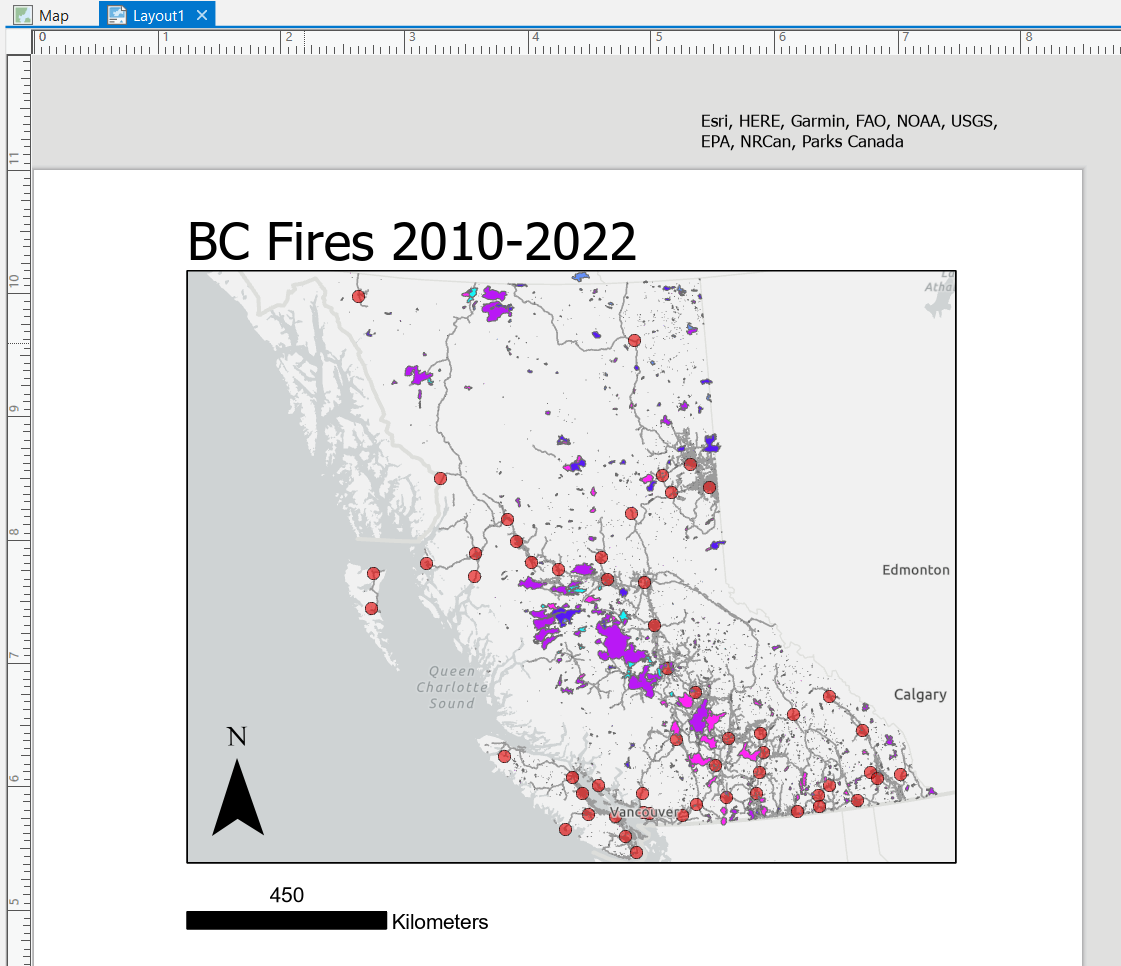 Map
Layout1
0 1 2 3 4 5 6 7 8
Esri, HERE, Garmin, FAO, NOAA, USGS,
EPA, NRCan, Parks Canada
11
BC Fires 2010-2022
10
9
8
Edmonton
7
Queen
Charlotte
Sound
Calgary
N
6
Vancouver
450
5
Kilometers